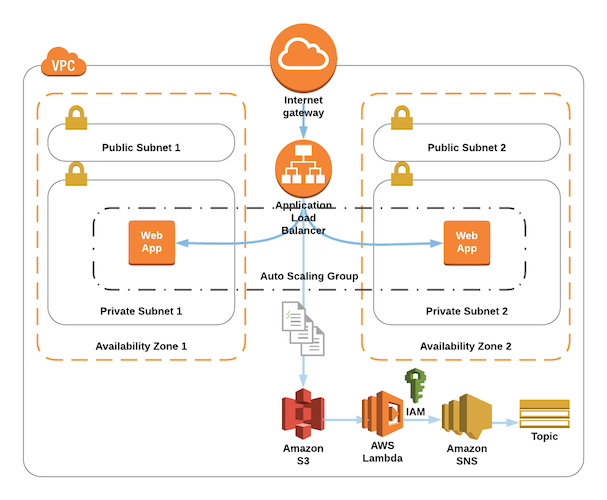 VPC
Internet
gateway
Public Subnet 1
Public Subnet 2
Application
Load
Balancer
Web
App
Web
App
Auto Scaling Group
Private Subnet 1
Private Subnet 2
Availability Zone 1
Availability Zone 2
IAM
Amazon
S3
AWS
Lambda
Amazon
SNS
Topic